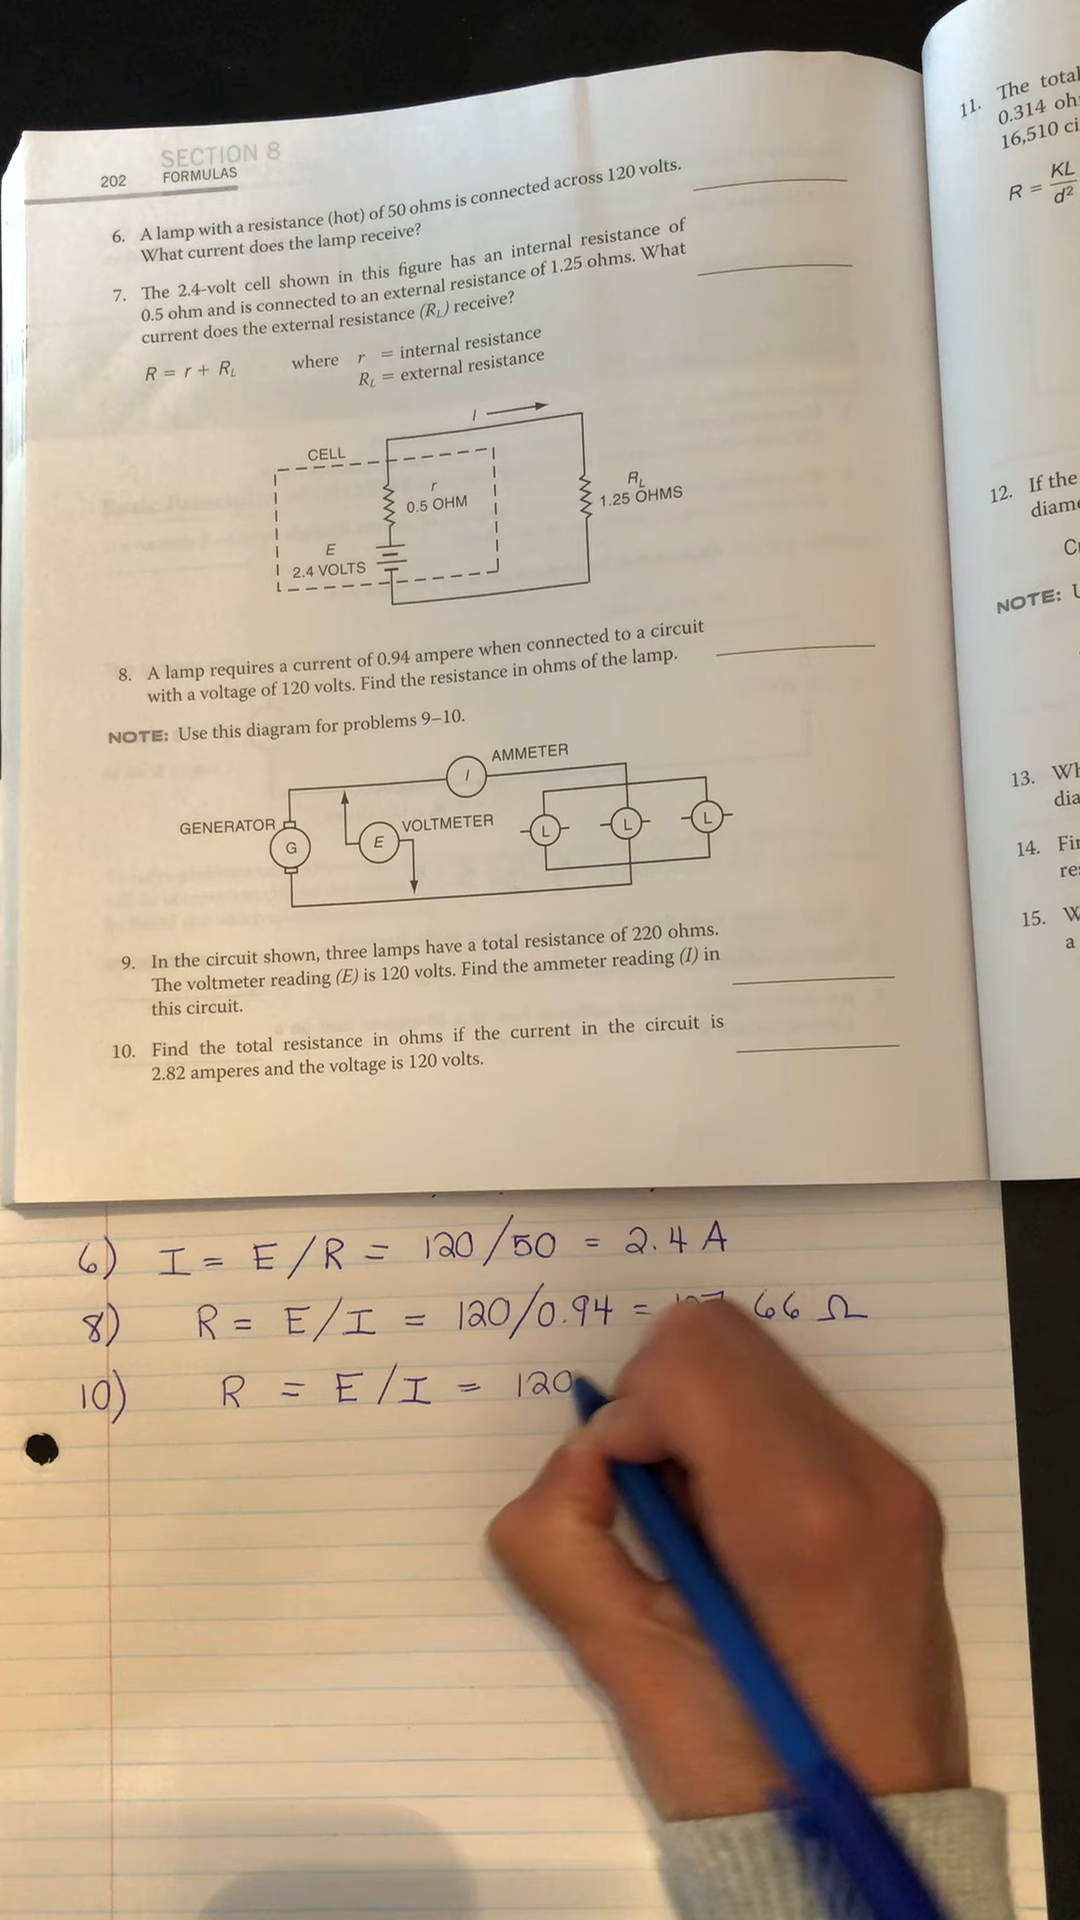 SECTION 8
202 FORMULAS
6. A lamp with a resistance (hot) of 50 ohms is connected across 120 volts.
What current does the lamp receive?
7. The 2.4-volt cell shown in this figure has an internal resistance of
0.5 ohm and is connected to an external resistance of 1.25 ohms. What
current does the external resistance (R_L) receive?
R = r + R_L where r = internal resistance
R_L = external resistance
I
CELL
r
0.5 OHM
R_L
1.25 OHMS
E
2.4 VOLTS
8. A lamp requires a current of 0.94 ampere when connected to a circuit
with a voltage of 120 volts. Find the resistance in ohms of the lamp.
NOTE: Use this diagram for problems 9–10.
AMMETER
I
GENERATOR
G
E
VOLTMETER
L L L
9. In the circuit shown, three lamps have a total resistance of 220 ohms.
The voltmeter reading (E) is 120 volts. Find the ammeter reading (I) in
this circuit.
10. Find the total resistance in ohms if the current in the circuit is
2.82 amperes and the voltage is 120 volts.
11. The total
0.314
16,510
R = KL
d²
12. If the
NOTE:
13.
14.
15.
a
6) I = E/R = 120/50 = 2.4 A
8) R = E/I = 120/0.94 = 66 Ω
10) R = E/I = 120